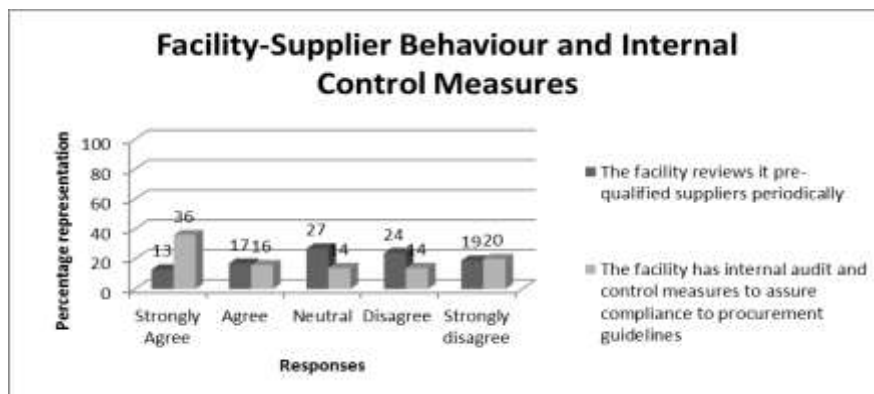 Facility-Supplier Behaviour and Internal
Control Measures
Percentage representation
100
80
60
40
20
0
13
36
17
16
27
14
24
14
19
20
Strongly
Agree
Agree
Neutral
Disagree
Strongly
disagree
Responses
The facility reviews it pre-
qualified suppliers periodically
The facility has internal audit and
control measures to assure
compliance to procurement
guidelines